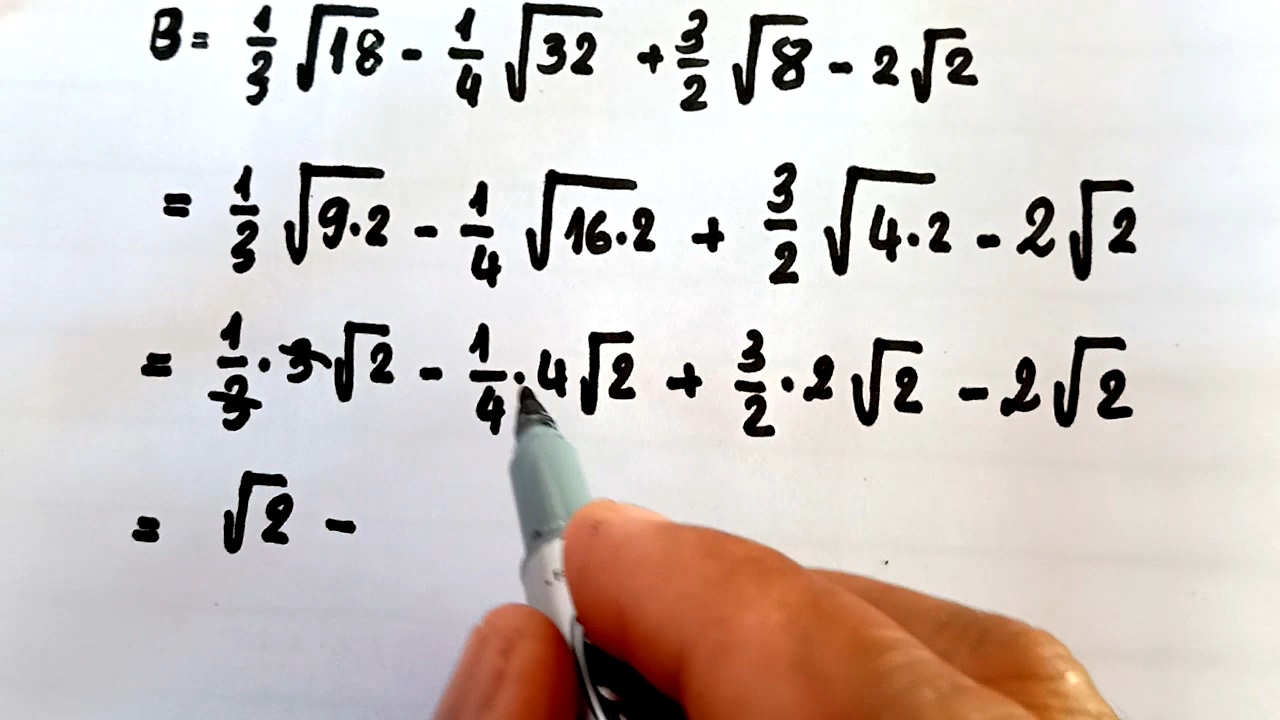 B = 1/3 √18 - 1/4 √32 + 3/2 √8 - 2√2
= 1/3 √9·2 - 1/4 √16·2 + 3/2 √4·2 - 2√2
= 1/3 · 3√2 - 1/4 · 4√2 + 3/2 · 2√2 - 2√2
= √2 -